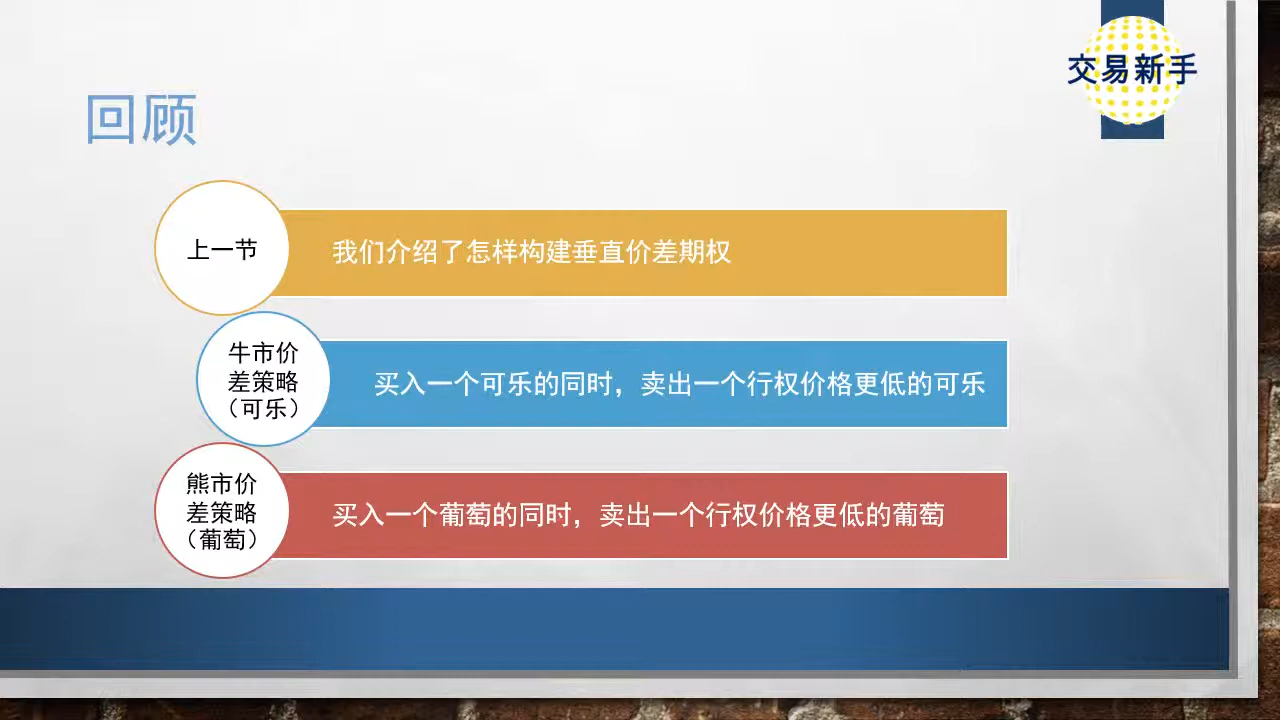 交易新手
回顾
上一节
我们介绍了怎样构建垂直价差期权
牛市价
差策略
（可乐）
买入一个可乐的同时，卖出一个行权价格更低的可乐
熊市价
差策略
（葡萄）
买入一个葡萄的同时，卖出一个行权价格更低的葡萄